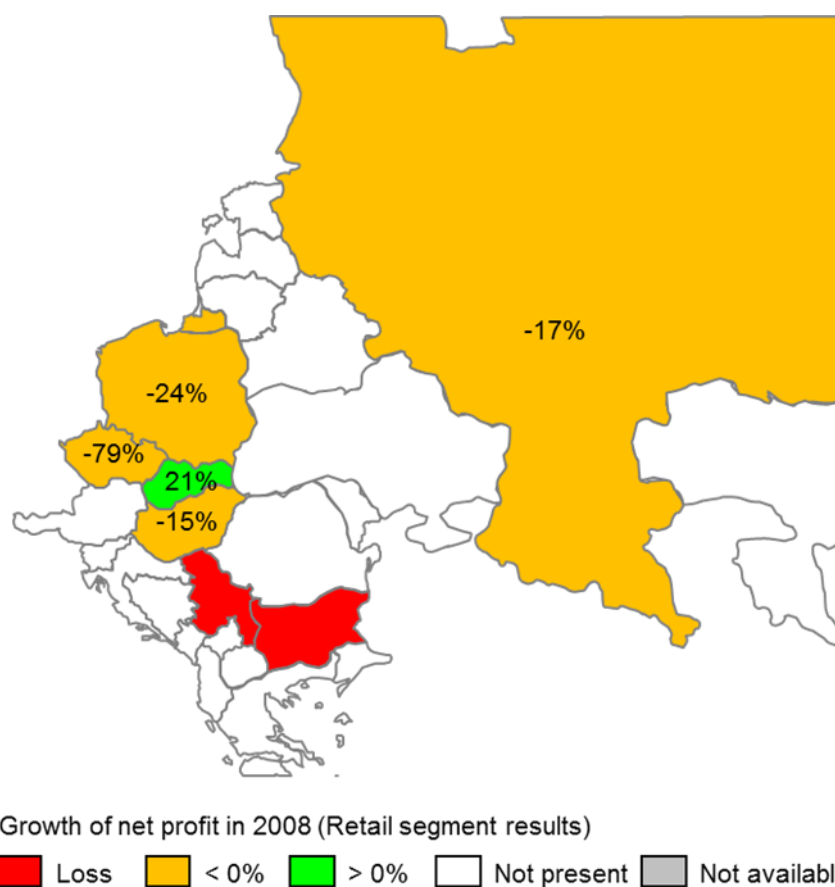 -17%
-24%
-79%
21%
-15%
Growth of net profit in 2008 (Retail segment results)
Loss < 0% > 0% Not present Not availabl